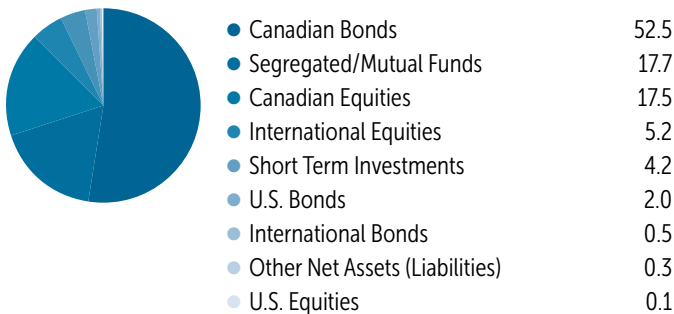 Canadian Bonds 52.5
Segregated/Mutual Funds 17.7
Canadian Equities 17.5
International Equities 5.2
Short Term Investments 4.2
U.S. Bonds 2.0
International Bonds 0.5
Other Net Assets (Liabilities) 0.3
U.S. Equities 0.1